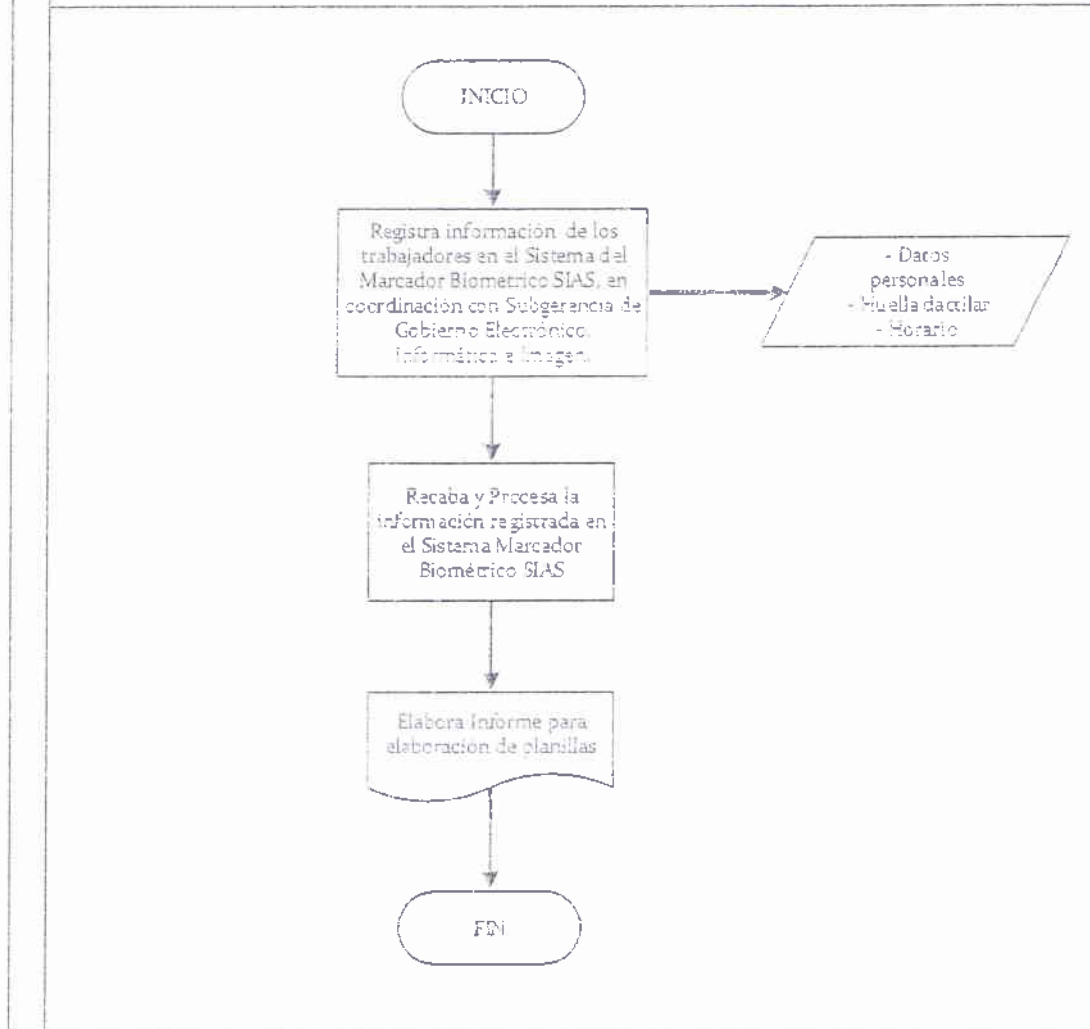 INICIO
Registra información de los
trabajadores en el Sistema del
Marcador Biometrico SIAS, en
coordinación con Subgerencia de
Gobierno Electrónico,
Informática e Imagen.
- Datos
personales
- Huella dactilar
- Horario
Recaba y Procesa la
información registrada en
el Sistema Marcador
Biométrico SIAS
Elabora Informe para
elaboración de planillas
FIN